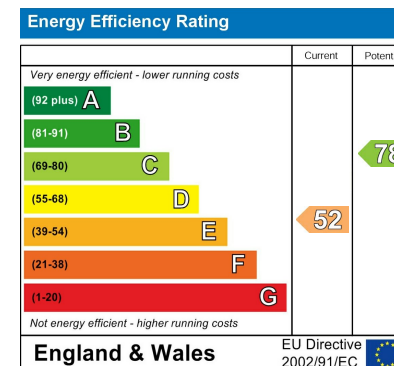 Energy Efficiency Rating
Current Potent
Very energy efficient - lower running costs
(92 plus) A
(81-91) B
(69-80) C
78
(55-68) D
52
(39-54) E
(21-38) F
(1-20) G
Not energy efficient - higher running costs
England & Wales
EU Directive
2002/91/EC